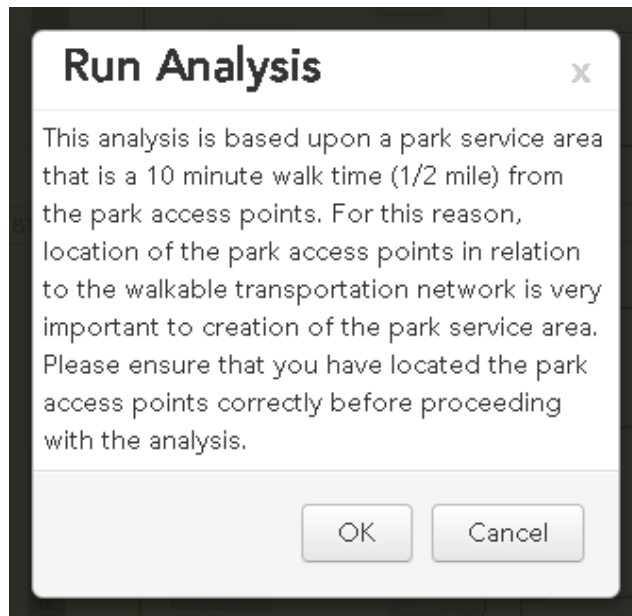 Run Analysis
x
This analysis is based upon a park service area
that is a 10 minute walk time (1/2 mile) from
the park access points. For this reason,
location of the park access points in relation
to the walkable transportation network is very
important to creation of the park service area.
Please ensure that you have located the park
access points correctly before proceeding
with the analysis.
OK Cancel